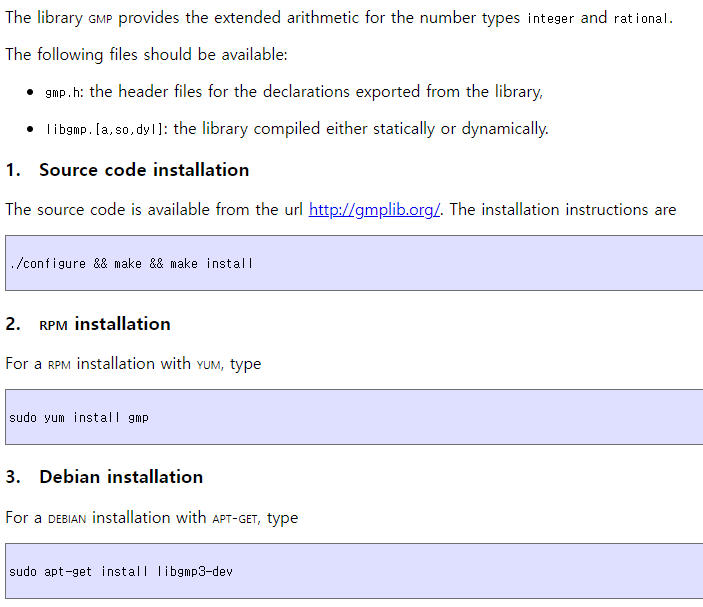 The library GMP provides the extended arithmetic for the number types integer and rational.
The following files should be available:
• gmp.h: the header files for the declarations exported from the library,
• libgmp.[a,so,dyl]: the library compiled either statically or dynamically.
1. Source code installation
The source code is available from the url http://gmplib.org/. The installation instructions are
./configure && make && make install
2. RPM installation
For a RPM installation with YUM, type
sudo yum install gmp
3. Debian installation
For a DEBIAN installation with APT-GET, type
sudo apt-get install libgmp3-dev